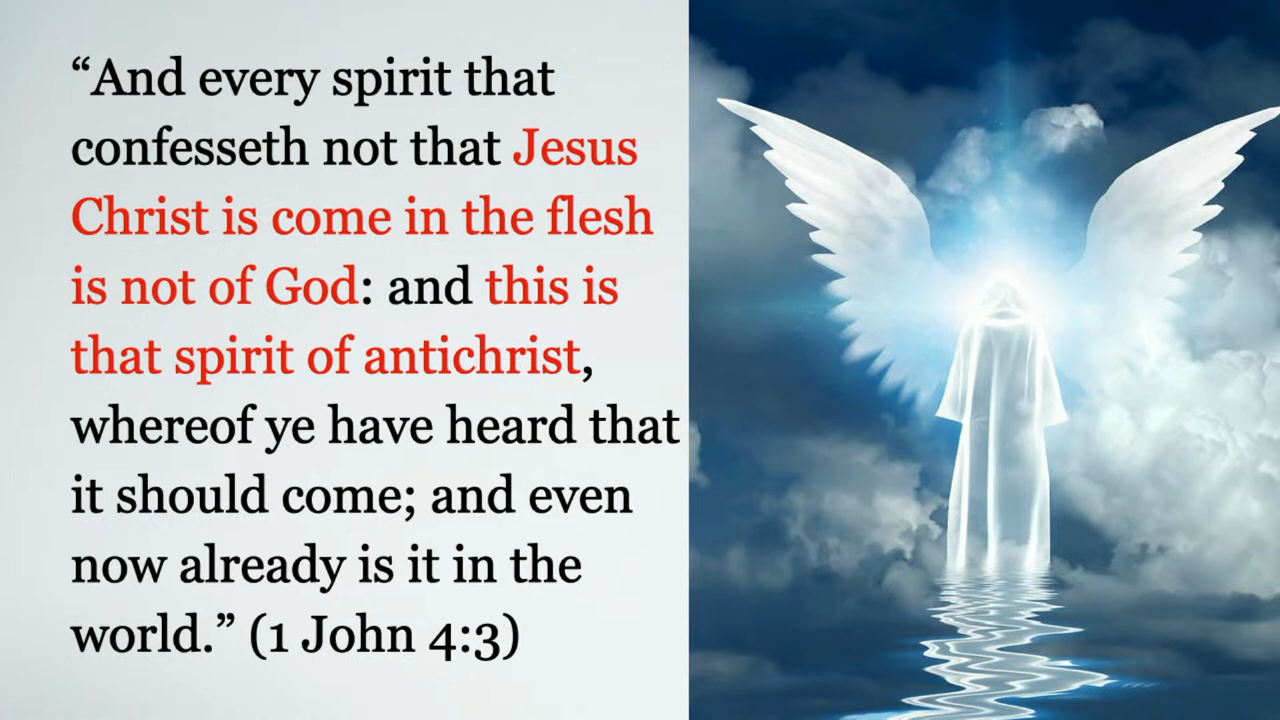 “And every spirit that
confesseth not that Jesus
Christ is come in the flesh
is not of God: and this is
that spirit of antichrist,
whereof ye have heard that
it should come; and even
now already is it in the
world.” (1 John 4:3)